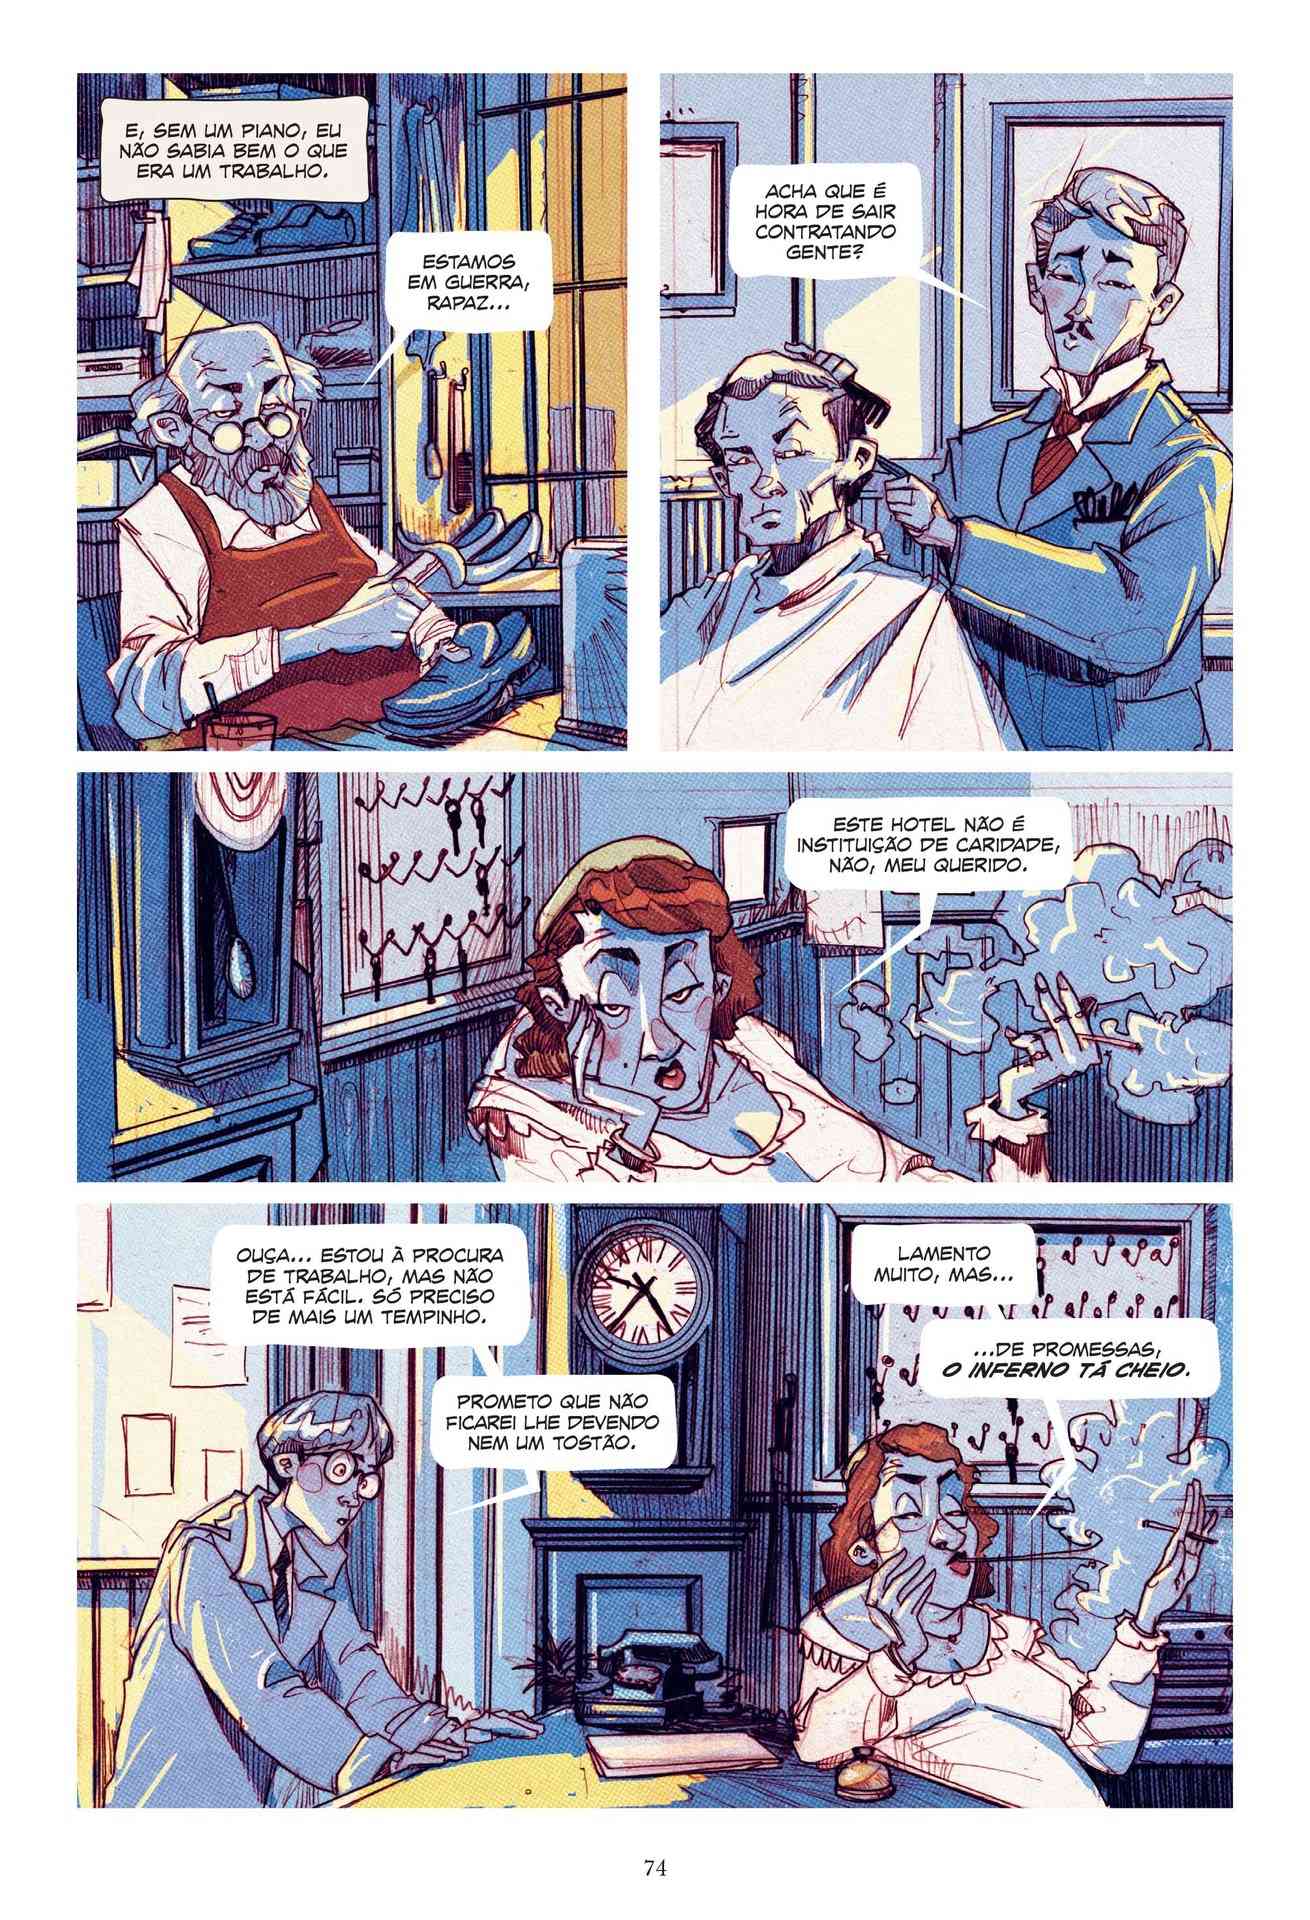 E, SEM UM PIANO, EU
NÃO SABIA BEM O QUE
ERA UM TRABALHO.
ESTAMOS
EM GUERRA,
RAPAZ...
ACHA QUE É
HORA DE SAIR
CONTRATANDO
GENTE?
ESTE HOTEL NÃO É
INSTITUIÇÃO DE CARIDADE,
NÃO, MEU QUERIDO.
OUÇA... ESTOU À PROCURA
DE TRABALHO, MAS NÃO
ESTÁ FÁCIL. SÓ PRECISO
DE MAIS UM TEMPINHO.
PROMETO QUE NÃO
FICAREI LHE DEVENDO
NEM UM TOSTÃO.
LAMENTO
MUITO, MAS...
...DE PROMESSAS,
O INFERNO TÁ CHEIO.
74